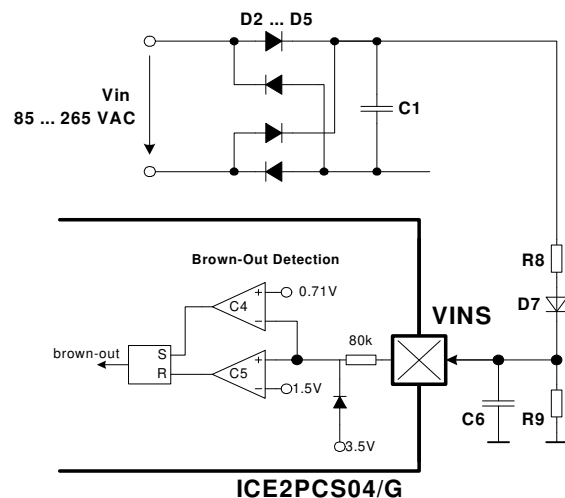 D2 ... D5
Vin
85 ... 265 VAC
C1
R8
Brown-Out Detection
D7
C4
+
−
0.71V
VINS
80k
brown-out
S
R
C5
+
−
1.5V
C6
R9
3.5V
ICE2PCS04/G